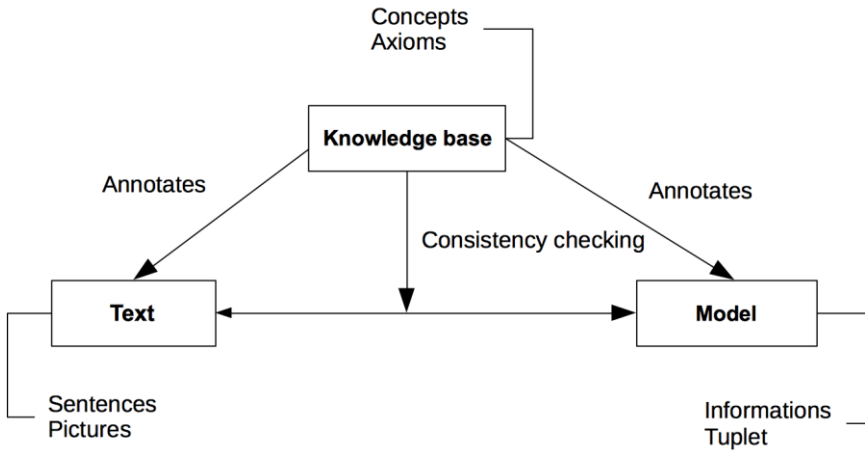 Concepts
Axioms
Knowledge base
Annotates
Annotates
Consistency checking
Text
Model
Sentences
Pictures
Informations
Tuplet